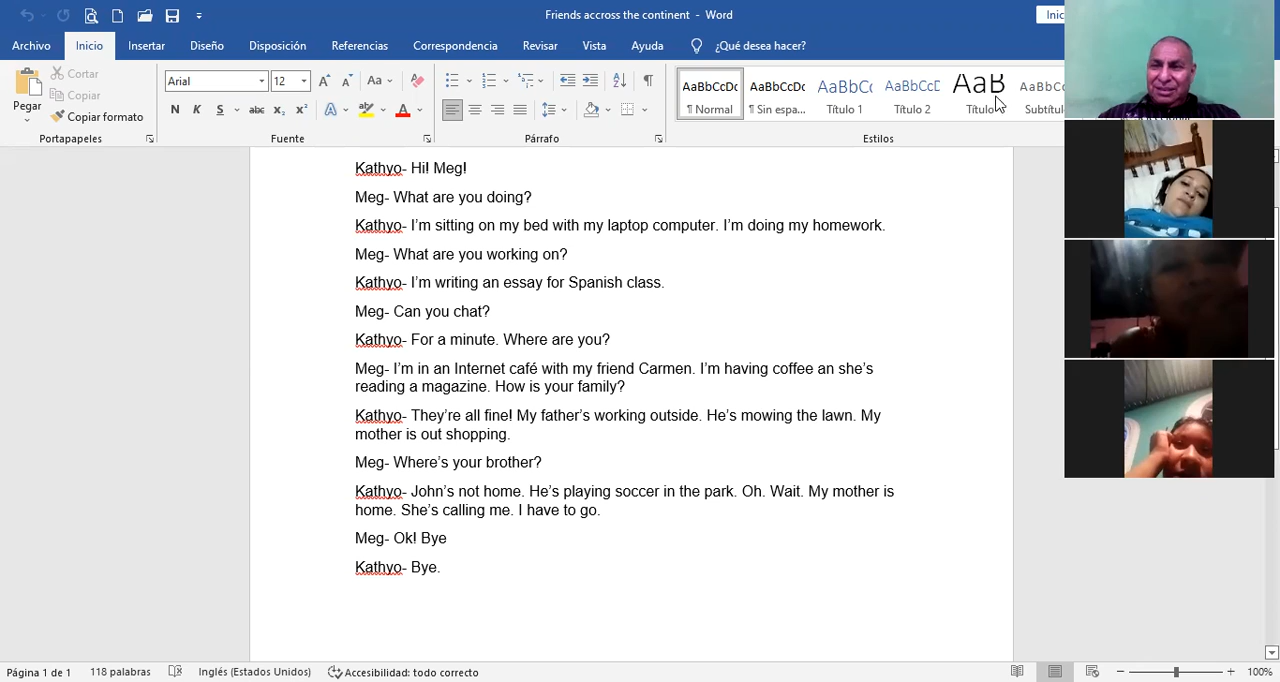 Friends accross the continent - Word
Inic
Archivo Inicio Insertar Diseño Disposición Referencias Correspondencia Revisar Vista Ayuda ¿Qué desea hacer?
Pegar
Cortar
Copiar
Copiar formato
Portapapeles
Arial 12
Fuente
Párrafo
AaBbCcDc AaBbCcDc AaBbC AaBbCcD AaB AaBbCc
¶ Normal ¶ Sin espa... Título 1 Título 2 Título Subtítul
Estilos
Kathyo- Hi! Meg!
Meg- What are you doing?
Kathyo- I’m sitting on my bed with my laptop computer. I’m doing my homework.
Meg- What are you working on?
Kathyo- I’m writing an essay for Spanish class.
Meg- Can you chat?
Kathyo- For a minute. Where are you?
Meg- I’m in an Internet café with my friend Carmen. I’m having coffee an she’s
reading a magazine. How is your family?
Kathyo- They’re all fine! My father’s working outside. He’s mowing the lawn. My
mother is out shopping.
Meg- Where’s your brother?
Kathyo- John’s not home. He’s playing soccer in the park. Oh. Wait. My mother is
home. She’s calling me. I have to go.
Meg- Ok! Bye
Kathyo- Bye.
Página 1 de 1 118 palabras Inglés (Estados Unidos) Accesibilidad: todo correcto 100%